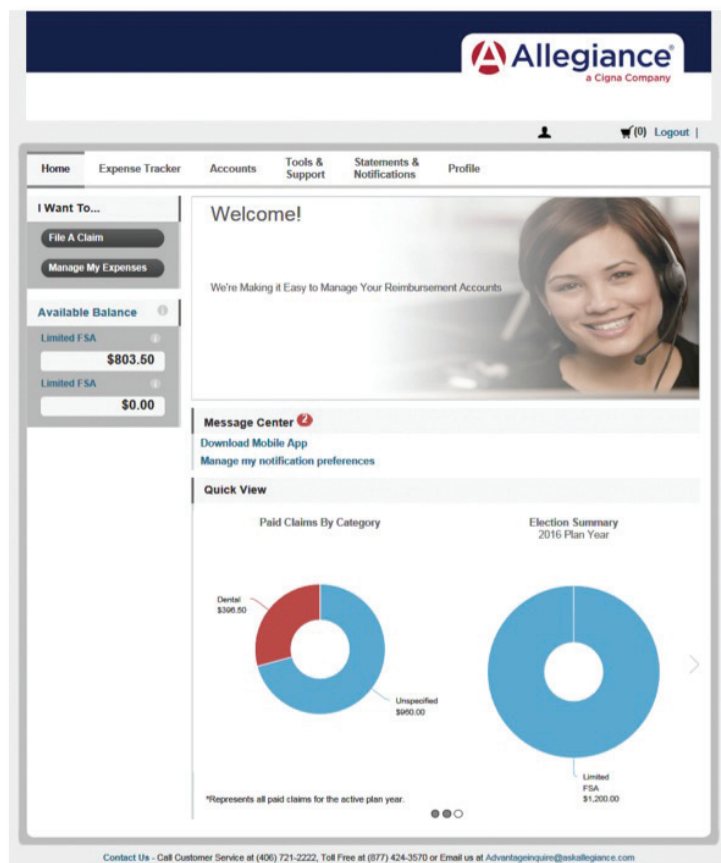 Allegiance®
a Cigna Company
(0) Logout |
Home Expense Tracker Accounts Tools & Support Statements & Notifications Profile
I Want To...
File A Claim
Manage My Expenses
Available Balance
Limited FSA
$803.50
Limited FSA
$0.00
Welcome!
We're Making it Easy to Manage Your Reimbursement Accounts
Message Center 2
Download Mobile App
Manage my notification preferences
Quick View
Paid Claims By Category
Dental
$396.50
Unspecified
$960.00
*Represents all paid claims for the active plan year.
Election Summary
2016 Plan Year
Limited
FSA
$1,200.00
Contact Us - Call Customer Service at (406) 721-2222, Toll Free at (877) 424-3570 or Email us at Advantageinquire@askallegiance.com